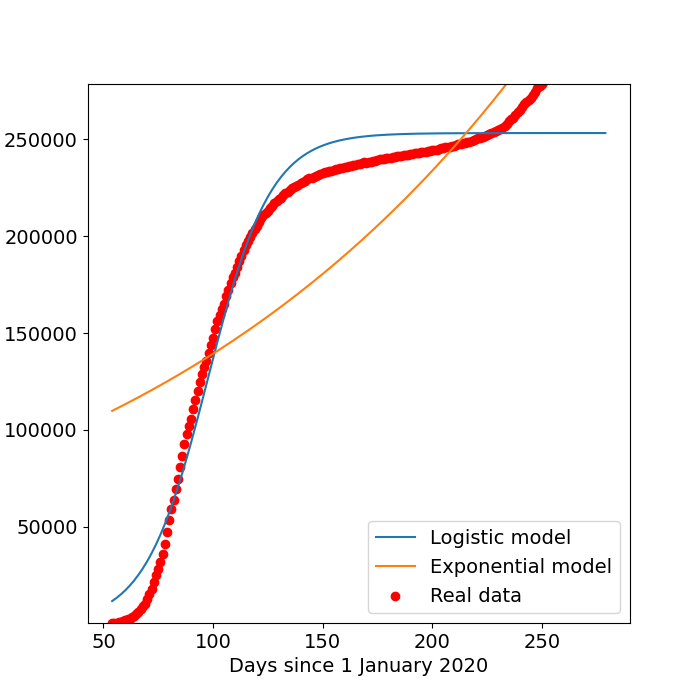 250000
200000
150000
100000
50000
Logistic model
Exponential model
Real data
50 100 150 200 250
Days since 1 January 2020